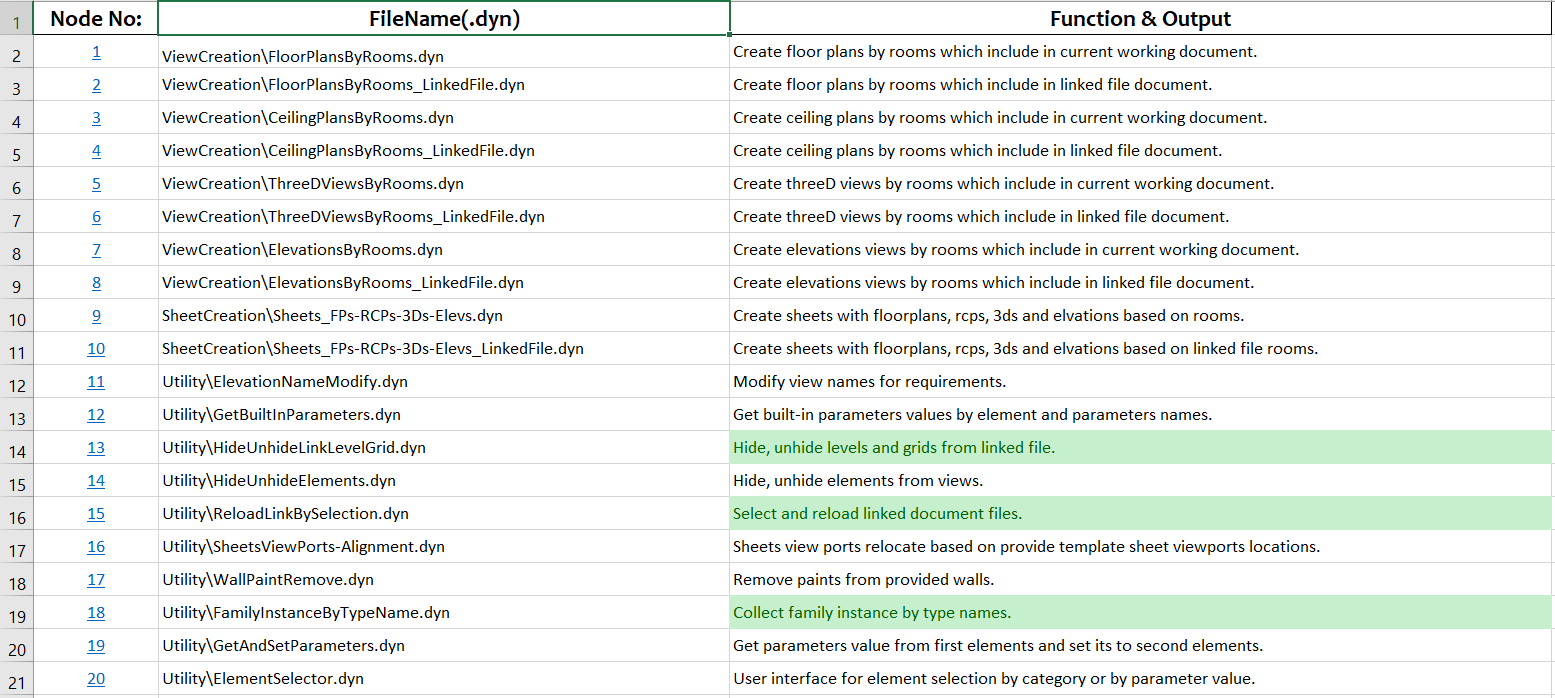 1 Node No: FileName(.dyn) Function & Output
2 1 ViewCreation\FloorPlansByRooms.dyn Create floor plans by rooms which include in current working document.
3 2 ViewCreation\FloorPlansByRooms_LinkedFile.dyn Create floor plans by rooms which include in linked file document.
4 3 ViewCreation\CeilingPlansByRooms.dyn Create ceiling plans by rooms which include in current working document.
5 4 ViewCreation\CeilingPlansByRooms_LinkedFile.dyn Create ceiling plans by rooms which include in linked file document.
6 5 ViewCreation\ThreeDViewsByRooms.dyn Create threeD views by rooms which include in current working document.
7 6 ViewCreation\ThreeDViewsByRooms_LinkedFile.dyn Create threeD views by rooms which include in linked file document.
8 7 ViewCreation\ElevationsByRooms.dyn Create elevations views by rooms which include in current working document.
9 8 ViewCreation\ElevationsByRooms_LinkedFile.dyn Create elevations views by rooms which include in linked file document.
10 9 SheetCreation\Sheets_FPs-RCPs-3Ds-Elevs.dyn Create sheets with floorplans, rcps, 3ds and elvations based on rooms.
11 10 SheetCreation\Sheets_FPs-RCPs-3Ds-Elevs_LinkedFile.dyn Create sheets with floorplans, rcps, 3ds and elvations based on linked file rooms.
12 11 Utility\ElevationNameModify.dyn Modify view names for requirements.
13 12 Utility\GetBuiltInParameters.dyn Get built-in parameters values by element and parameters names.
14 13 Utility\HideUnhideLinkLevelGrid.dyn Hide, unhide levels and grids from linked file.
15 14 Utility\HideUnhideElements.dyn Hide, unhide elements from views.
16 15 Utility\ReloadLinkBySelection.dyn Select and reload linked document files.
17 16 Utility\SheetsViewPorts-Alignment.dyn Sheets view ports relocate based on provide template sheet viewports locations.
18 17 Utility\WallPaintRemove.dyn Remove paints from provided walls.
19 18 Utility\FamilyInstanceByTypeName.dyn Collect family instance by type names.
20 19 Utility\GetAndSetParameters.dyn Get parameters value from first elements and set its to second elements.
21 20 Utility\ElementSelector.dyn User interface for element selection by category or by parameter value.